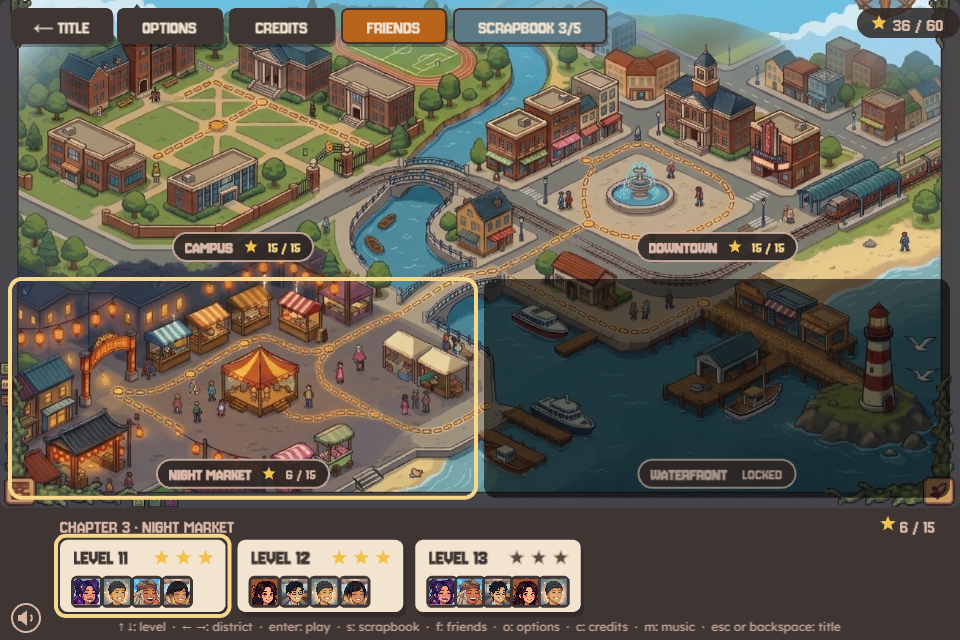 ← TITLE
OPTIONS
CREDITS
FRIENDS
SCRAPBOOK 3/5
36 / 60
CAMPUS 15 / 15
DOWNTOWN 15 / 15
NIGHT MARKET 6 / 15
WATERFRONT LOCKED
CHAPTER 3 · NIGHT MARKET
6 / 15
LEVEL 11
LEVEL 12
LEVEL 13
↑ ↓: level · ← →: district · enter: play · s: scrapbook · f: friends · o: options · c: credits · m: music · esc or backspace: title